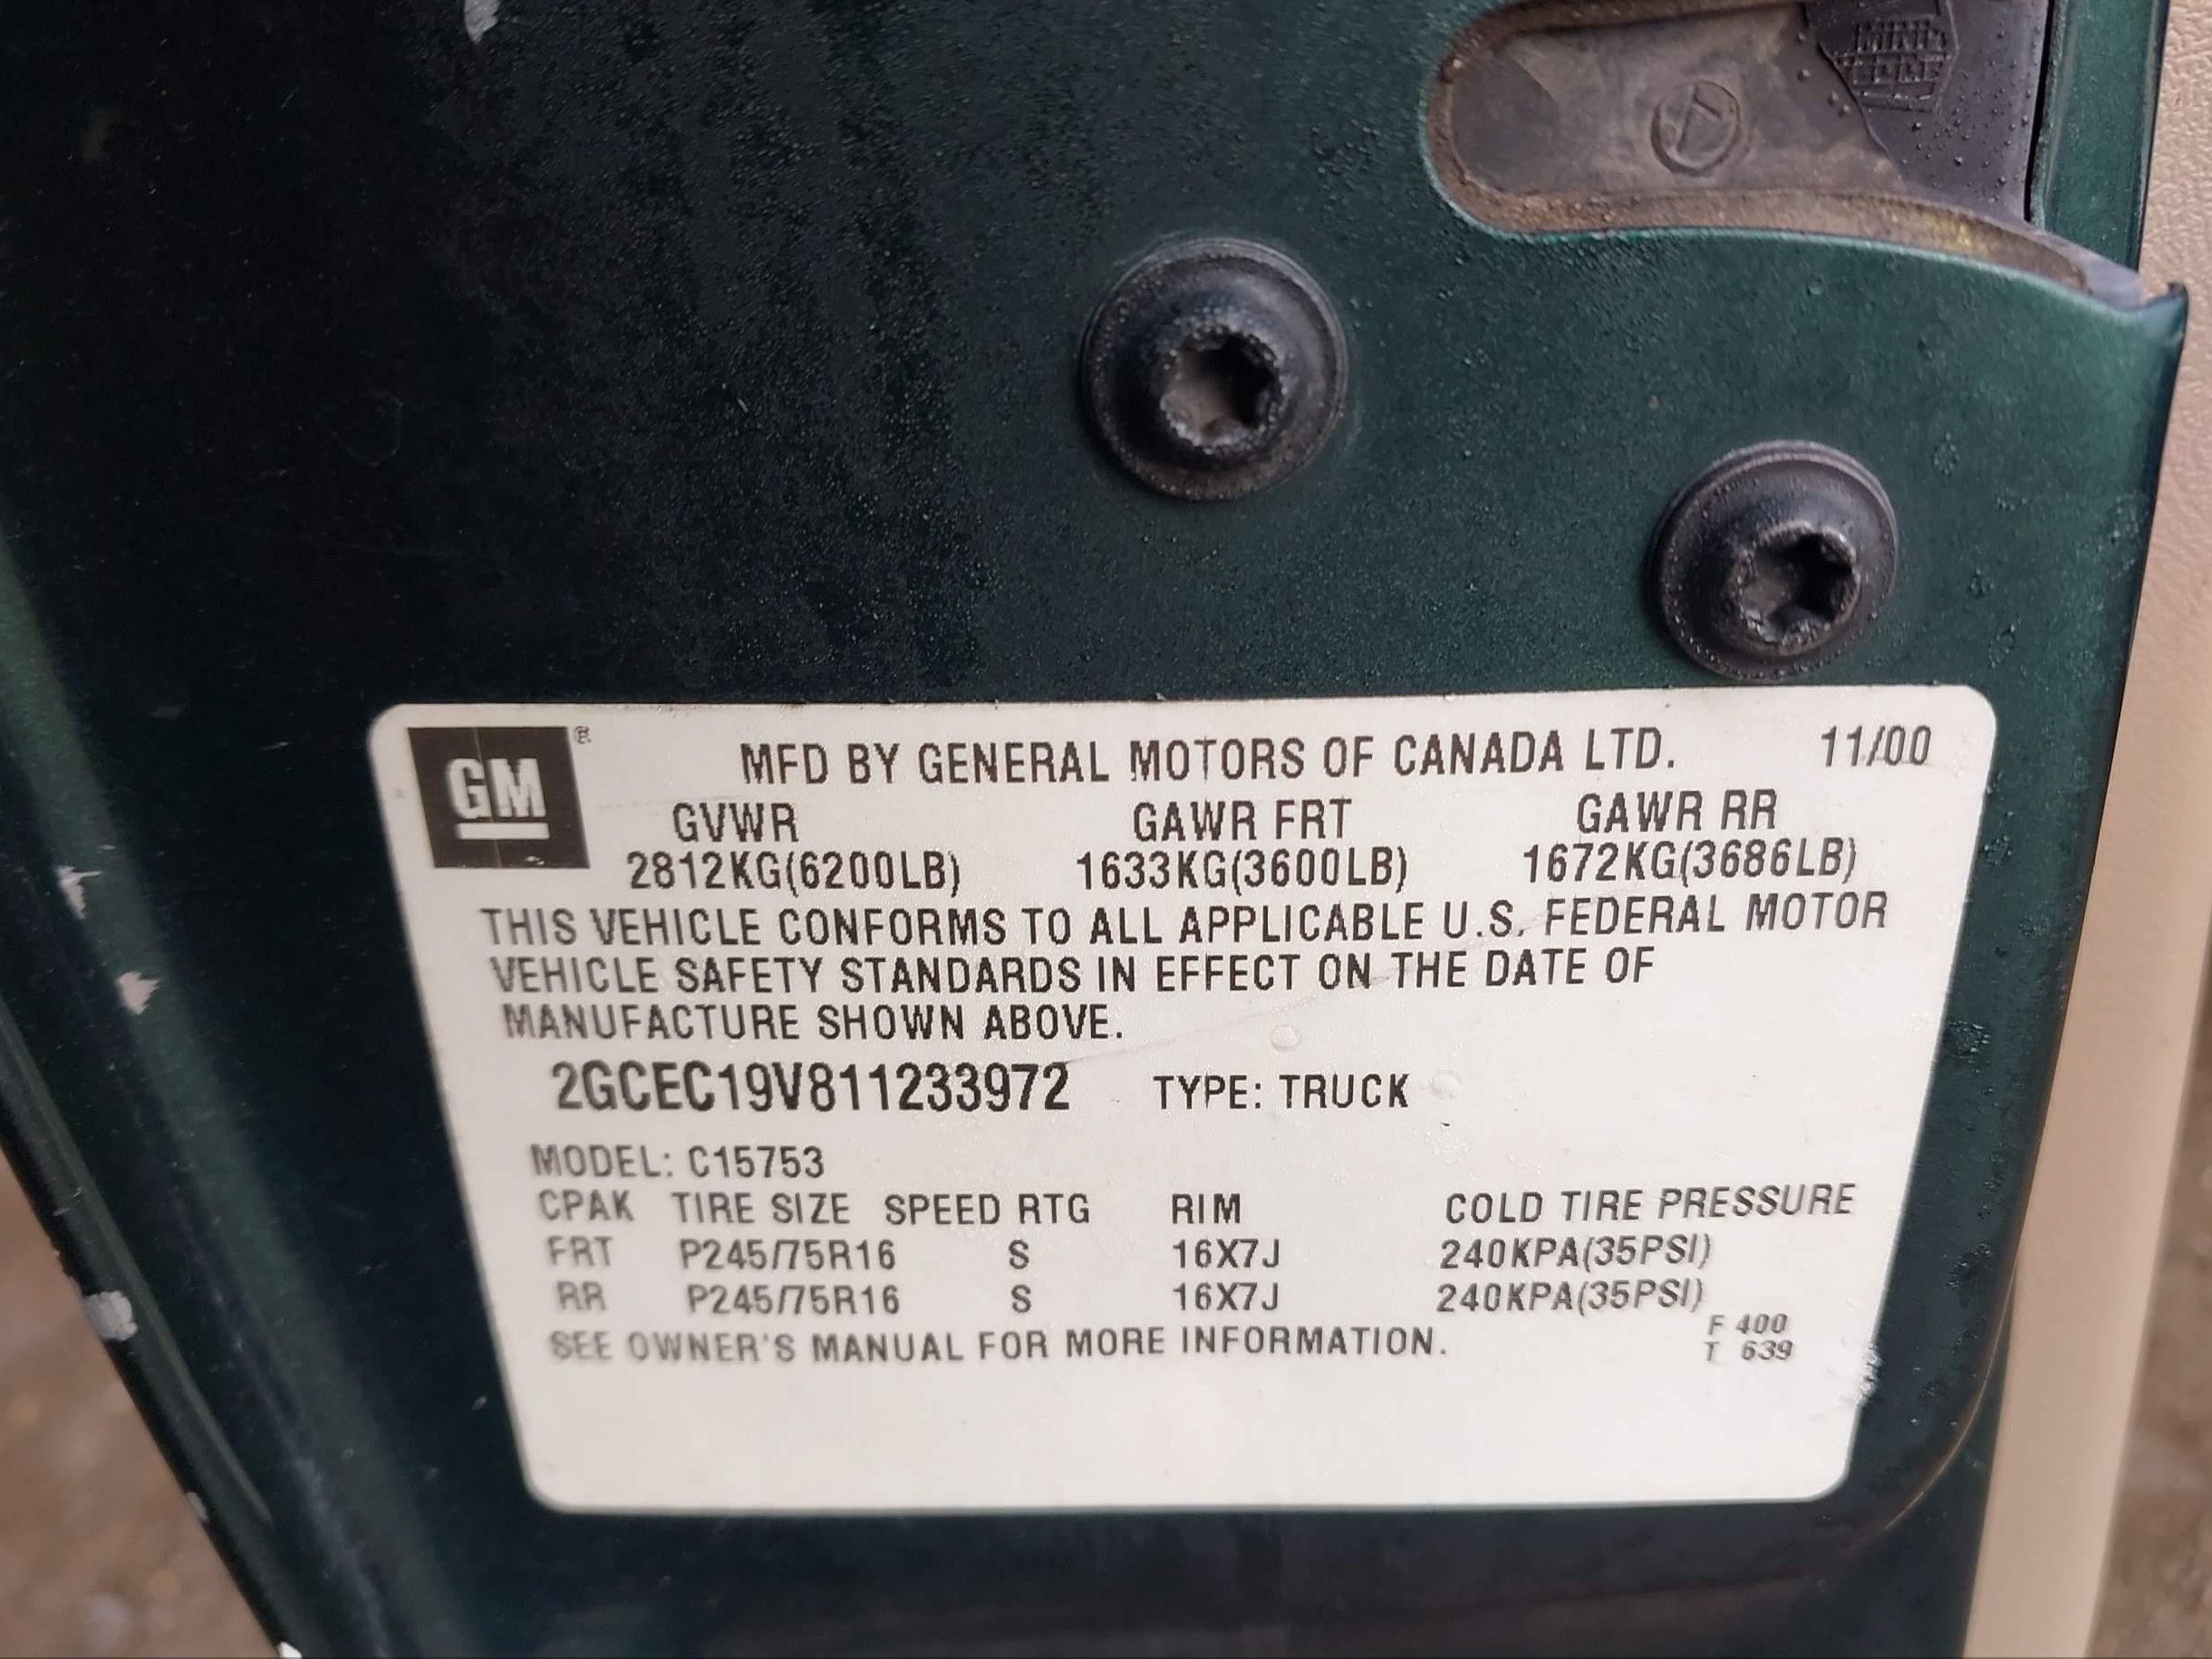 GM ®
MFD BY GENERAL MOTORS OF CANADA LTD. 11/00
GVWR GAWR FRT GAWR RR
2812KG(6200LB) 1633KG(3600LB) 1672KG(3686LB)
THIS VEHICLE CONFORMS TO ALL APPLICABLE U.S. FEDERAL MOTOR
VEHICLE SAFETY STANDARDS IN EFFECT ON THE DATE OF
MANUFACTURE SHOWN ABOVE.
2GCEC19V811233972 TYPE: TRUCK
MODEL: C15753
CPAK TIRE SIZE SPEED RTG RIM COLD TIRE PRESSURE
FRT P245/75R16 S 16X7J 240KPA(35PSI)
RR P245/75R16 S 16X7J 240KPA(35PSI)
SEE OWNER'S MANUAL FOR MORE INFORMATION.
F 400
T 639